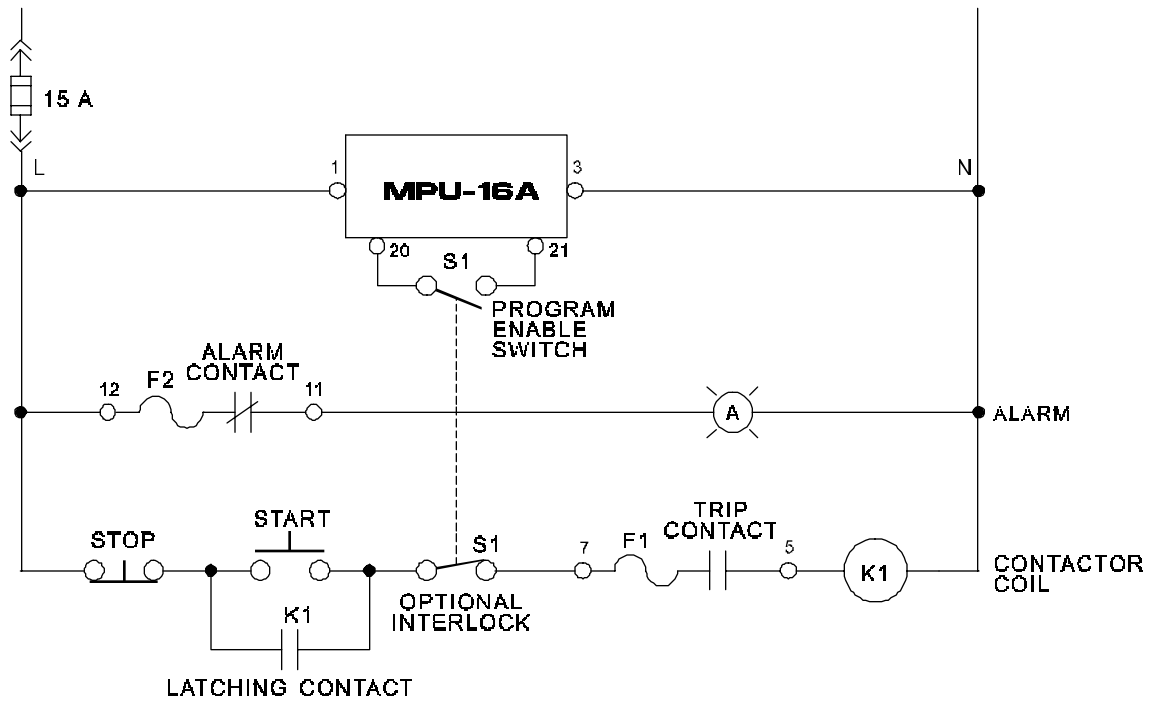 15 A
L
1
MPU-16A
3
N
20
S1
21
PROGRAM
ENABLE
SWITCH
ALARM
CONTACT
12
F2
11
A
ALARM
STOP
START
S1
OPTIONAL
INTERLOCK
7
F1
TRIP
CONTACT
5
K1
CONTACTOR
COIL
K1
LATCHING CONTACT